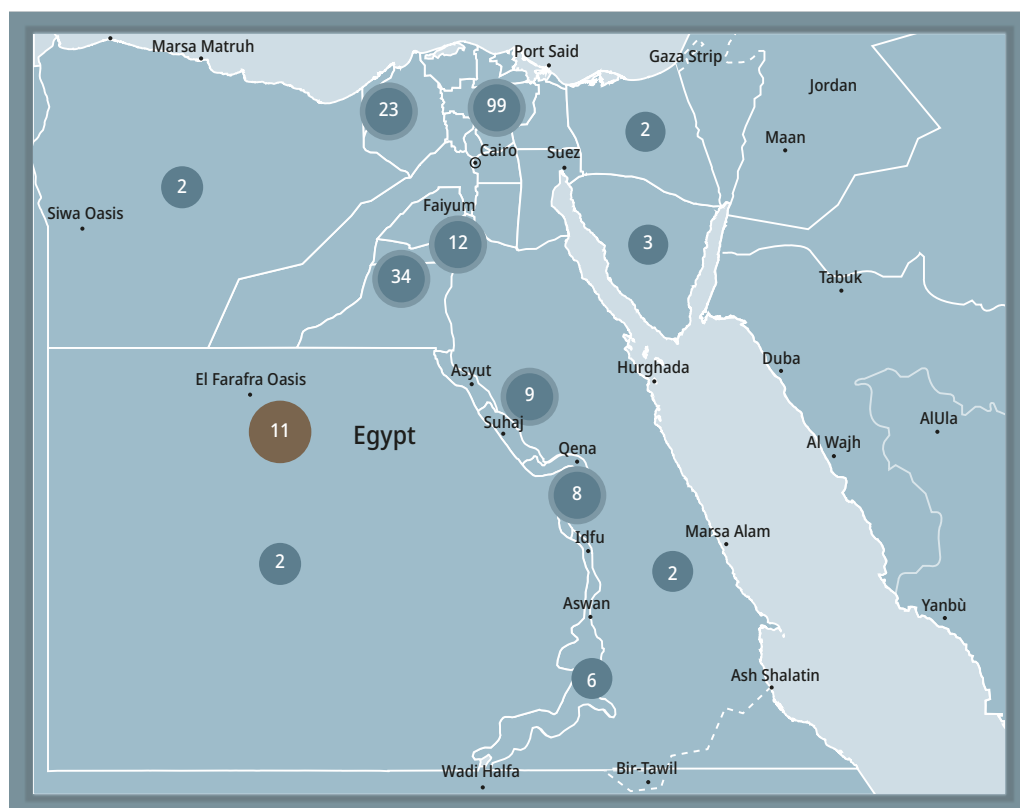 Marsa Matruh
Port Said
Gaza Strip
Jordan
23
99
2
Maan
Cairo
Suez
2
Siwa Oasis
Faiyum
12
3
34
Tabuk
Duba
Hurghada
Asyut
El Farafra Oasis
9
AlUla
Suhaj
11
Egypt
Al Wajh
Qena
8
Marsa Alam
Idfu
2
2
Aswan
Yanbù
6
Ash Shalatin
Wadi Halfa
Bir-Tawil